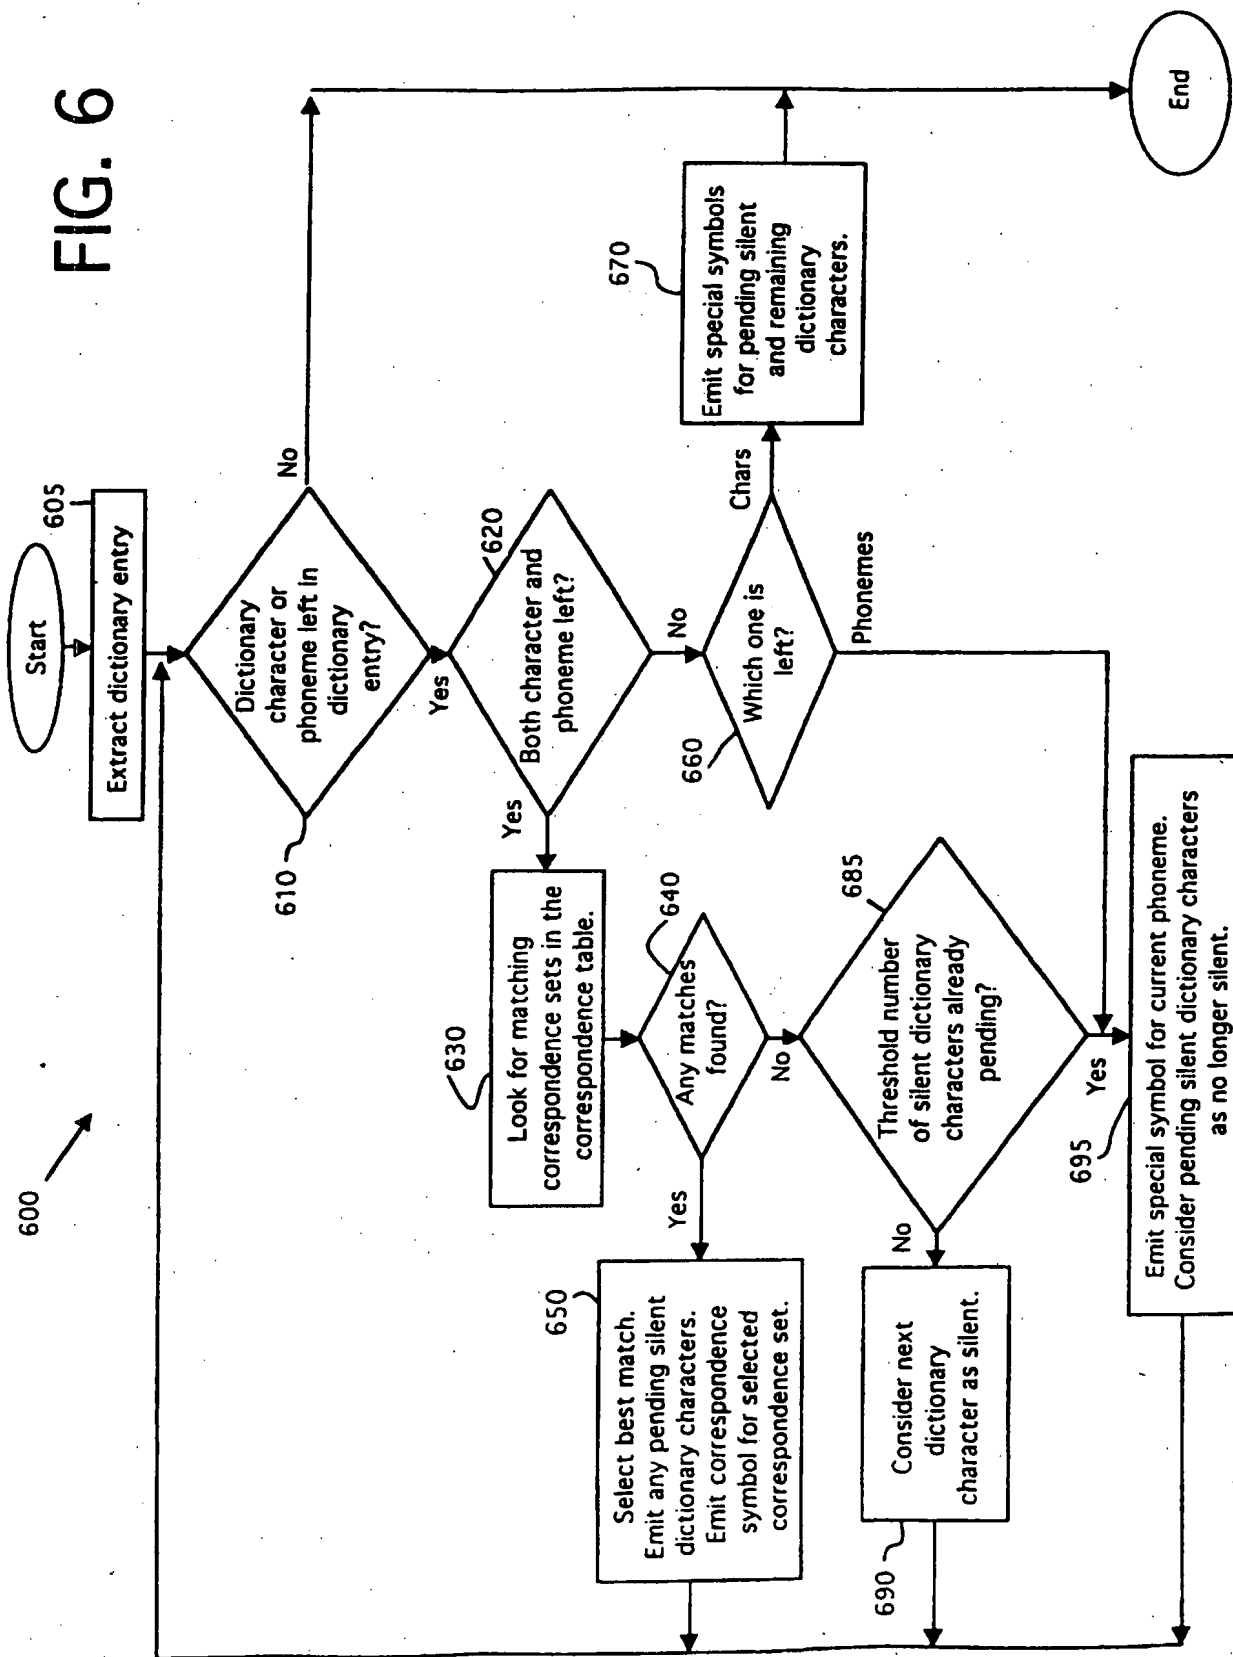 FIG. 6
600
Start
605
Extract dictionary entry
610
Dictionary
character or
phoneme left in
dictionary
entry?
No
Yes
620
Both character and
phoneme left?
Yes
No
630
Look for matching
correspondence sets in the
correspondence table.
640
Any matches
found?
Yes
No
650
Select best match.
Emit any pending silent
dictionary characters.
Emit correspondence
symbol for selected
correspondence set.
660
Which one is
left?
Chars
Phonemes
670
Emit special symbols
for pending silent
and remaining
dictionary
characters.
685
Threshold number
of silent dictionary
characters already
pending?
No
Yes
690
Consider next
dictionary
character as silent.
695
Emit special symbol for current phoneme.
Consider pending silent dictionary characters
as no longer silent.
End